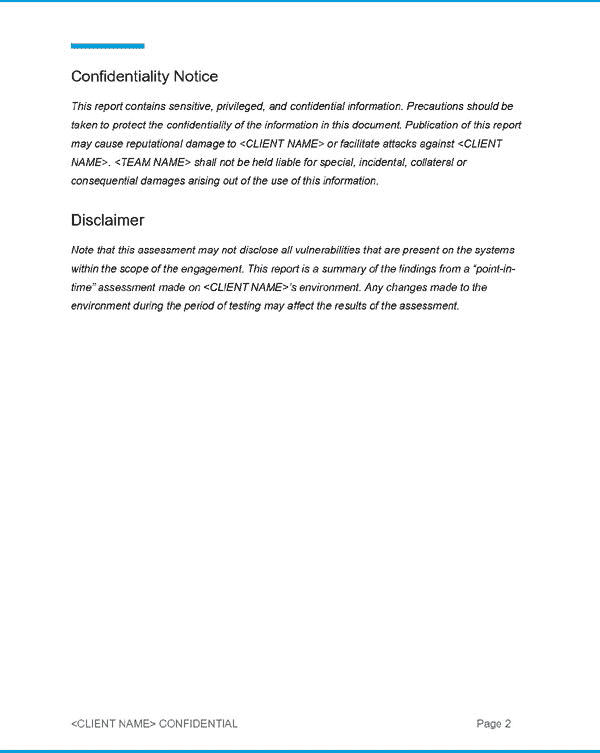 Confidentiality Notice
This report contains sensitive, privileged, and confidential information. Precautions should be
taken to protect the confidentiality of the information in this document. Publication of this report
may cause reputational damage to <CLIENT NAME> or facilitate attacks against <CLIENT
NAME>. <TEAM NAME> shall not be held liable for special, incidental, collateral or
consequential damages arising out of the use of this information.
Disclaimer
Note that this assessment may not disclose all vulnerabilities that are present on the systems
within the scope of the engagement. This report is a summary of the findings from a “point-in-
time” assessment made on <CLIENT NAME>’s environment. Any changes made to the
environment during the period of testing may affect the results of the assessment.
<CLIENT NAME> CONFIDENTIAL Page 2